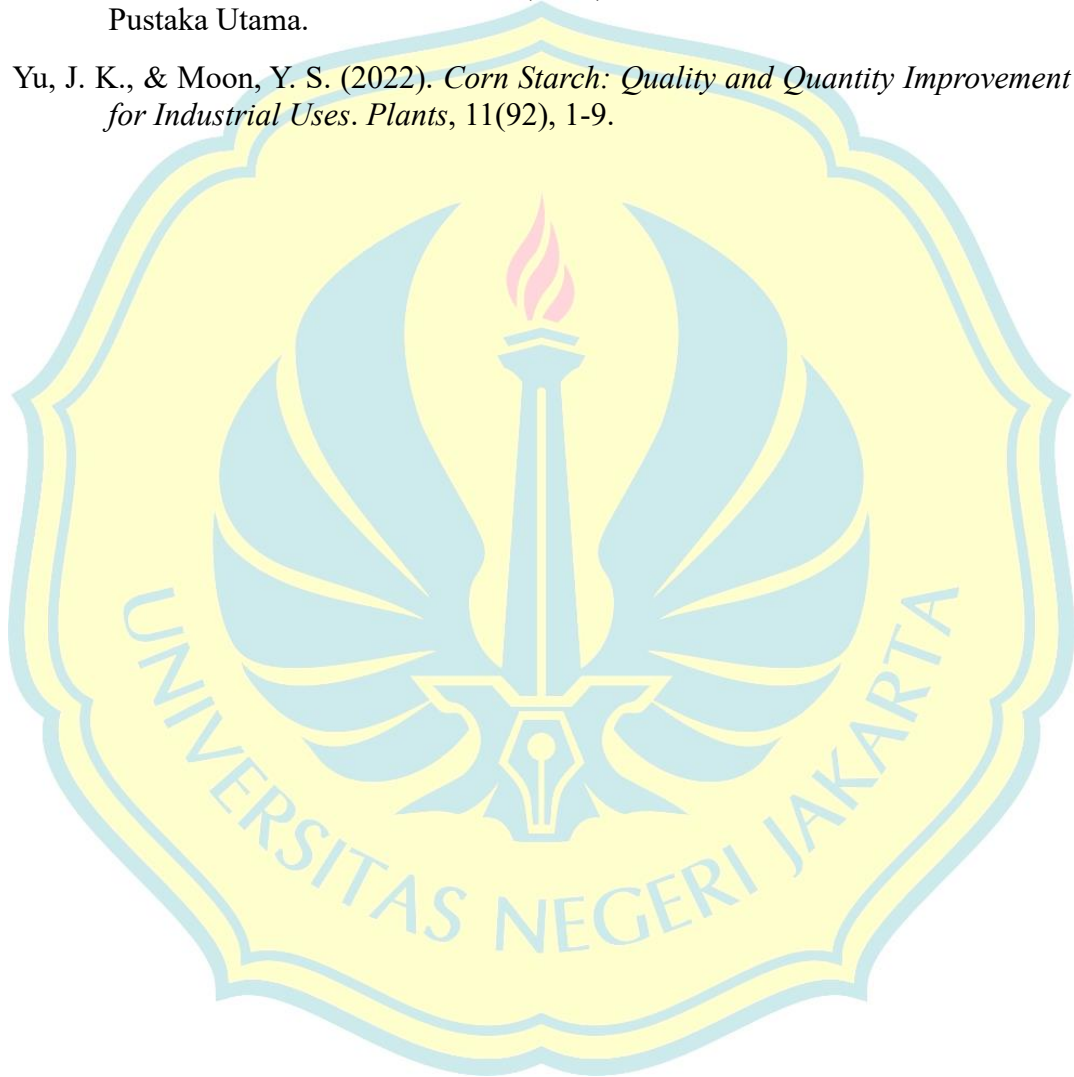 Pustaka Utama.
Yu, J. K., & Moon, Y. S. (2022). Corn Starch: Quality and Quantity Improvement
for Industrial Uses. Plants, 11(92), 1-9.
UNIVERSITAS NEGERI JAKARTA